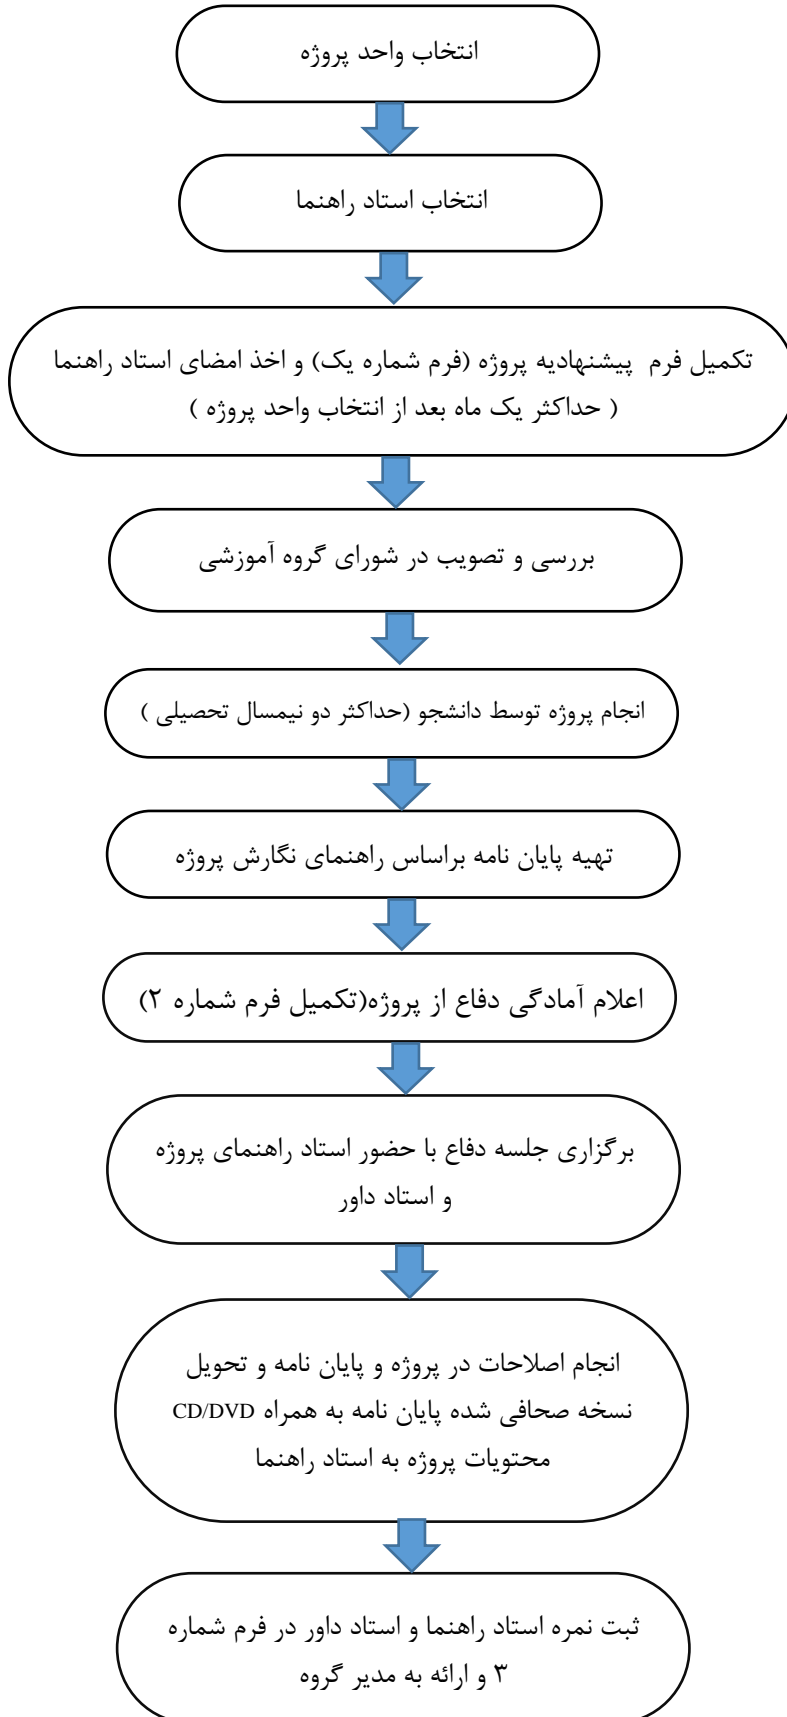 انتخاب واحد پروژه
انتخاب استاد راهنما
تکمیل فرم پیشنهادیه پروژه (فرم شماره یک) و اخذ امضای استاد راهنما
( حداکثر یک ماه بعد از انتخاب واحد پروژه )
بررسی و تصویب در شورای گروه آموزشی
انجام پروژه توسط دانشجو (حداکثر دو نیمسال تحصیلی )
تهیه پایان نامه براساس راهنمای نگارش پروژه
اعلام آمادگی دفاع از پروژه(تکمیل فرم شماره ۲)
برگزاری جلسه دفاع با حضور استاد راهنمای پروژه
و استاد داور
انجام اصلاحات در پروژه و پایان نامه و تحویل
نسخه صحافی شده پایان نامه به همراه CD/DVD
محتویات پروژه به استاد راهنما
ثبت نمره استاد راهنما و استاد داور در فرم شماره
۳ و ارائه به مدیر گروه